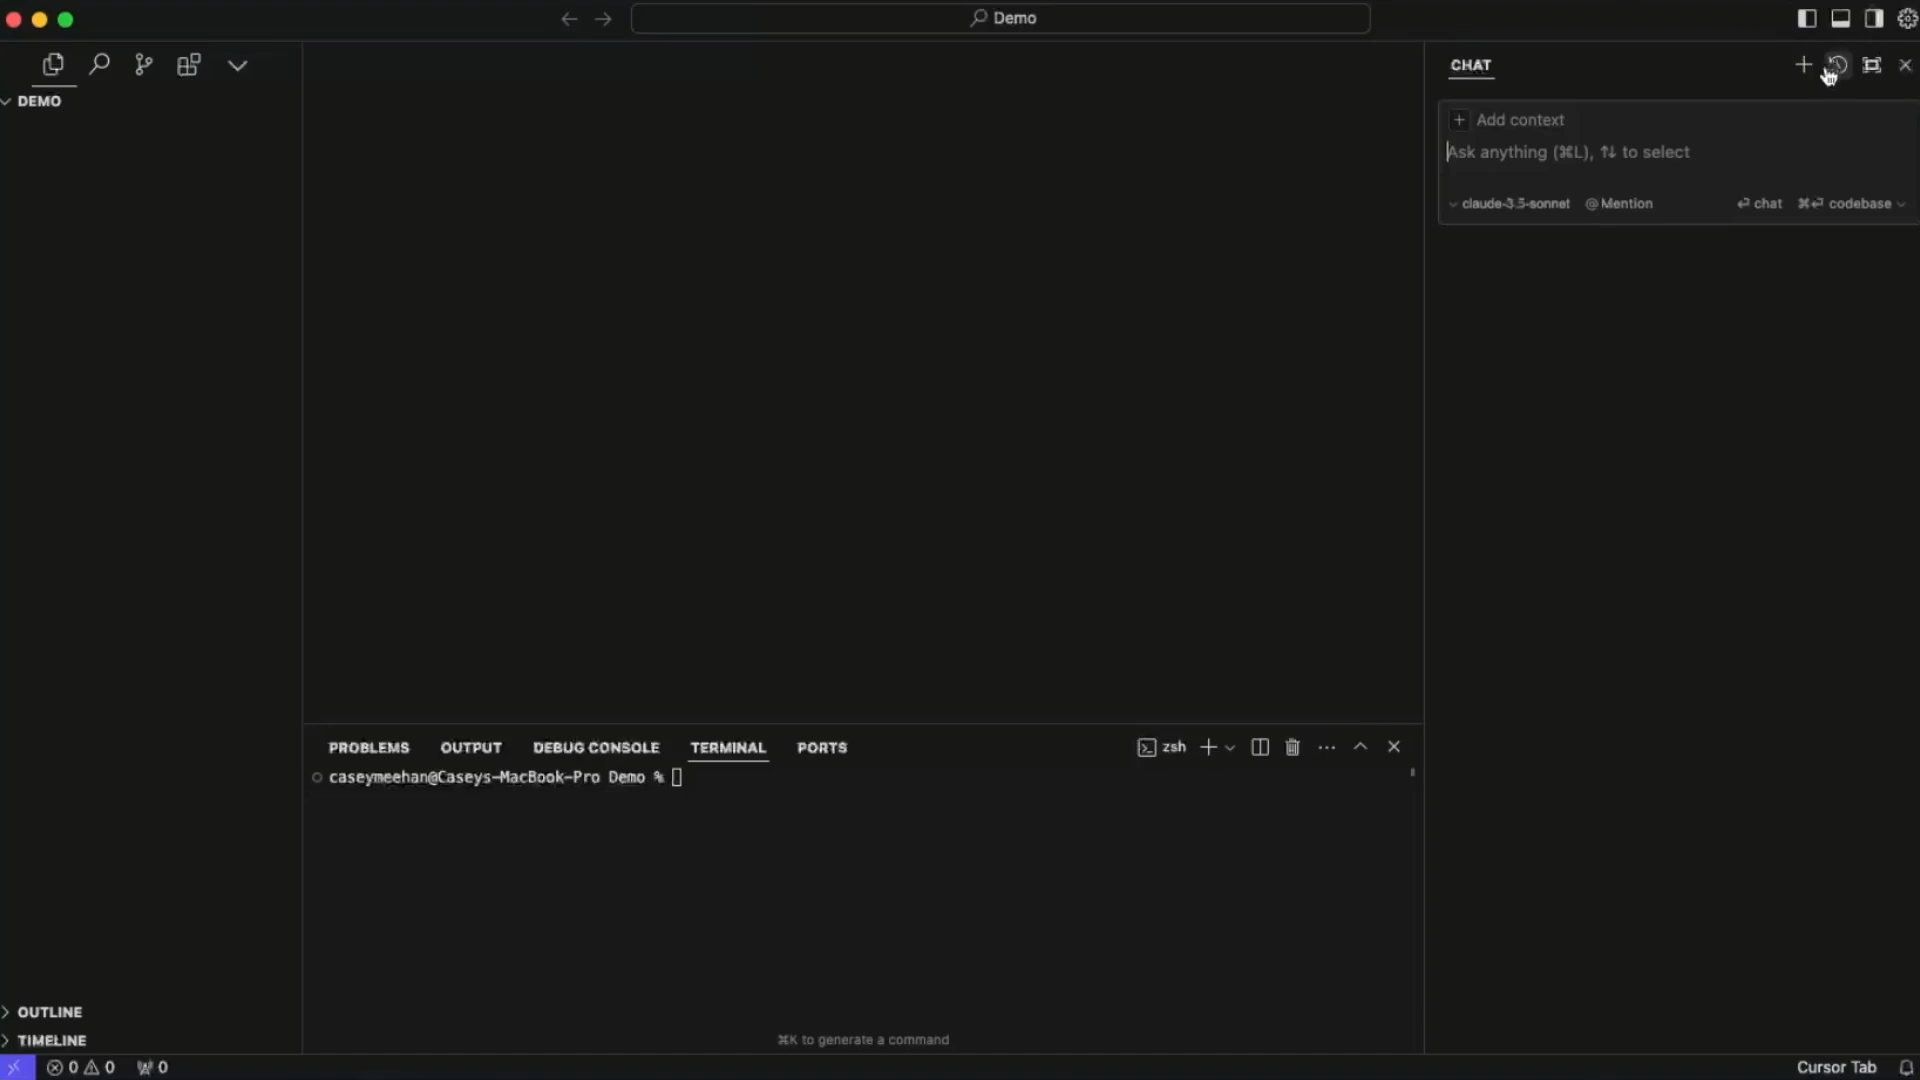 Demo
CHAT
DEMO
Add context
Ask anything (⌘L), ↑↓ to select
claude-3.5-sonnet @ Mention ⏎ chat ⌘⏎ codebase
PROBLEMS OUTPUT DEBUG CONSOLE TERMINAL PORTS zsh
caseymeehan@Caseys-MacBook-Pro Demo %
OUTLINE
⌘K to generate a command
TIMELINE
0 0 0 Cursor Tab